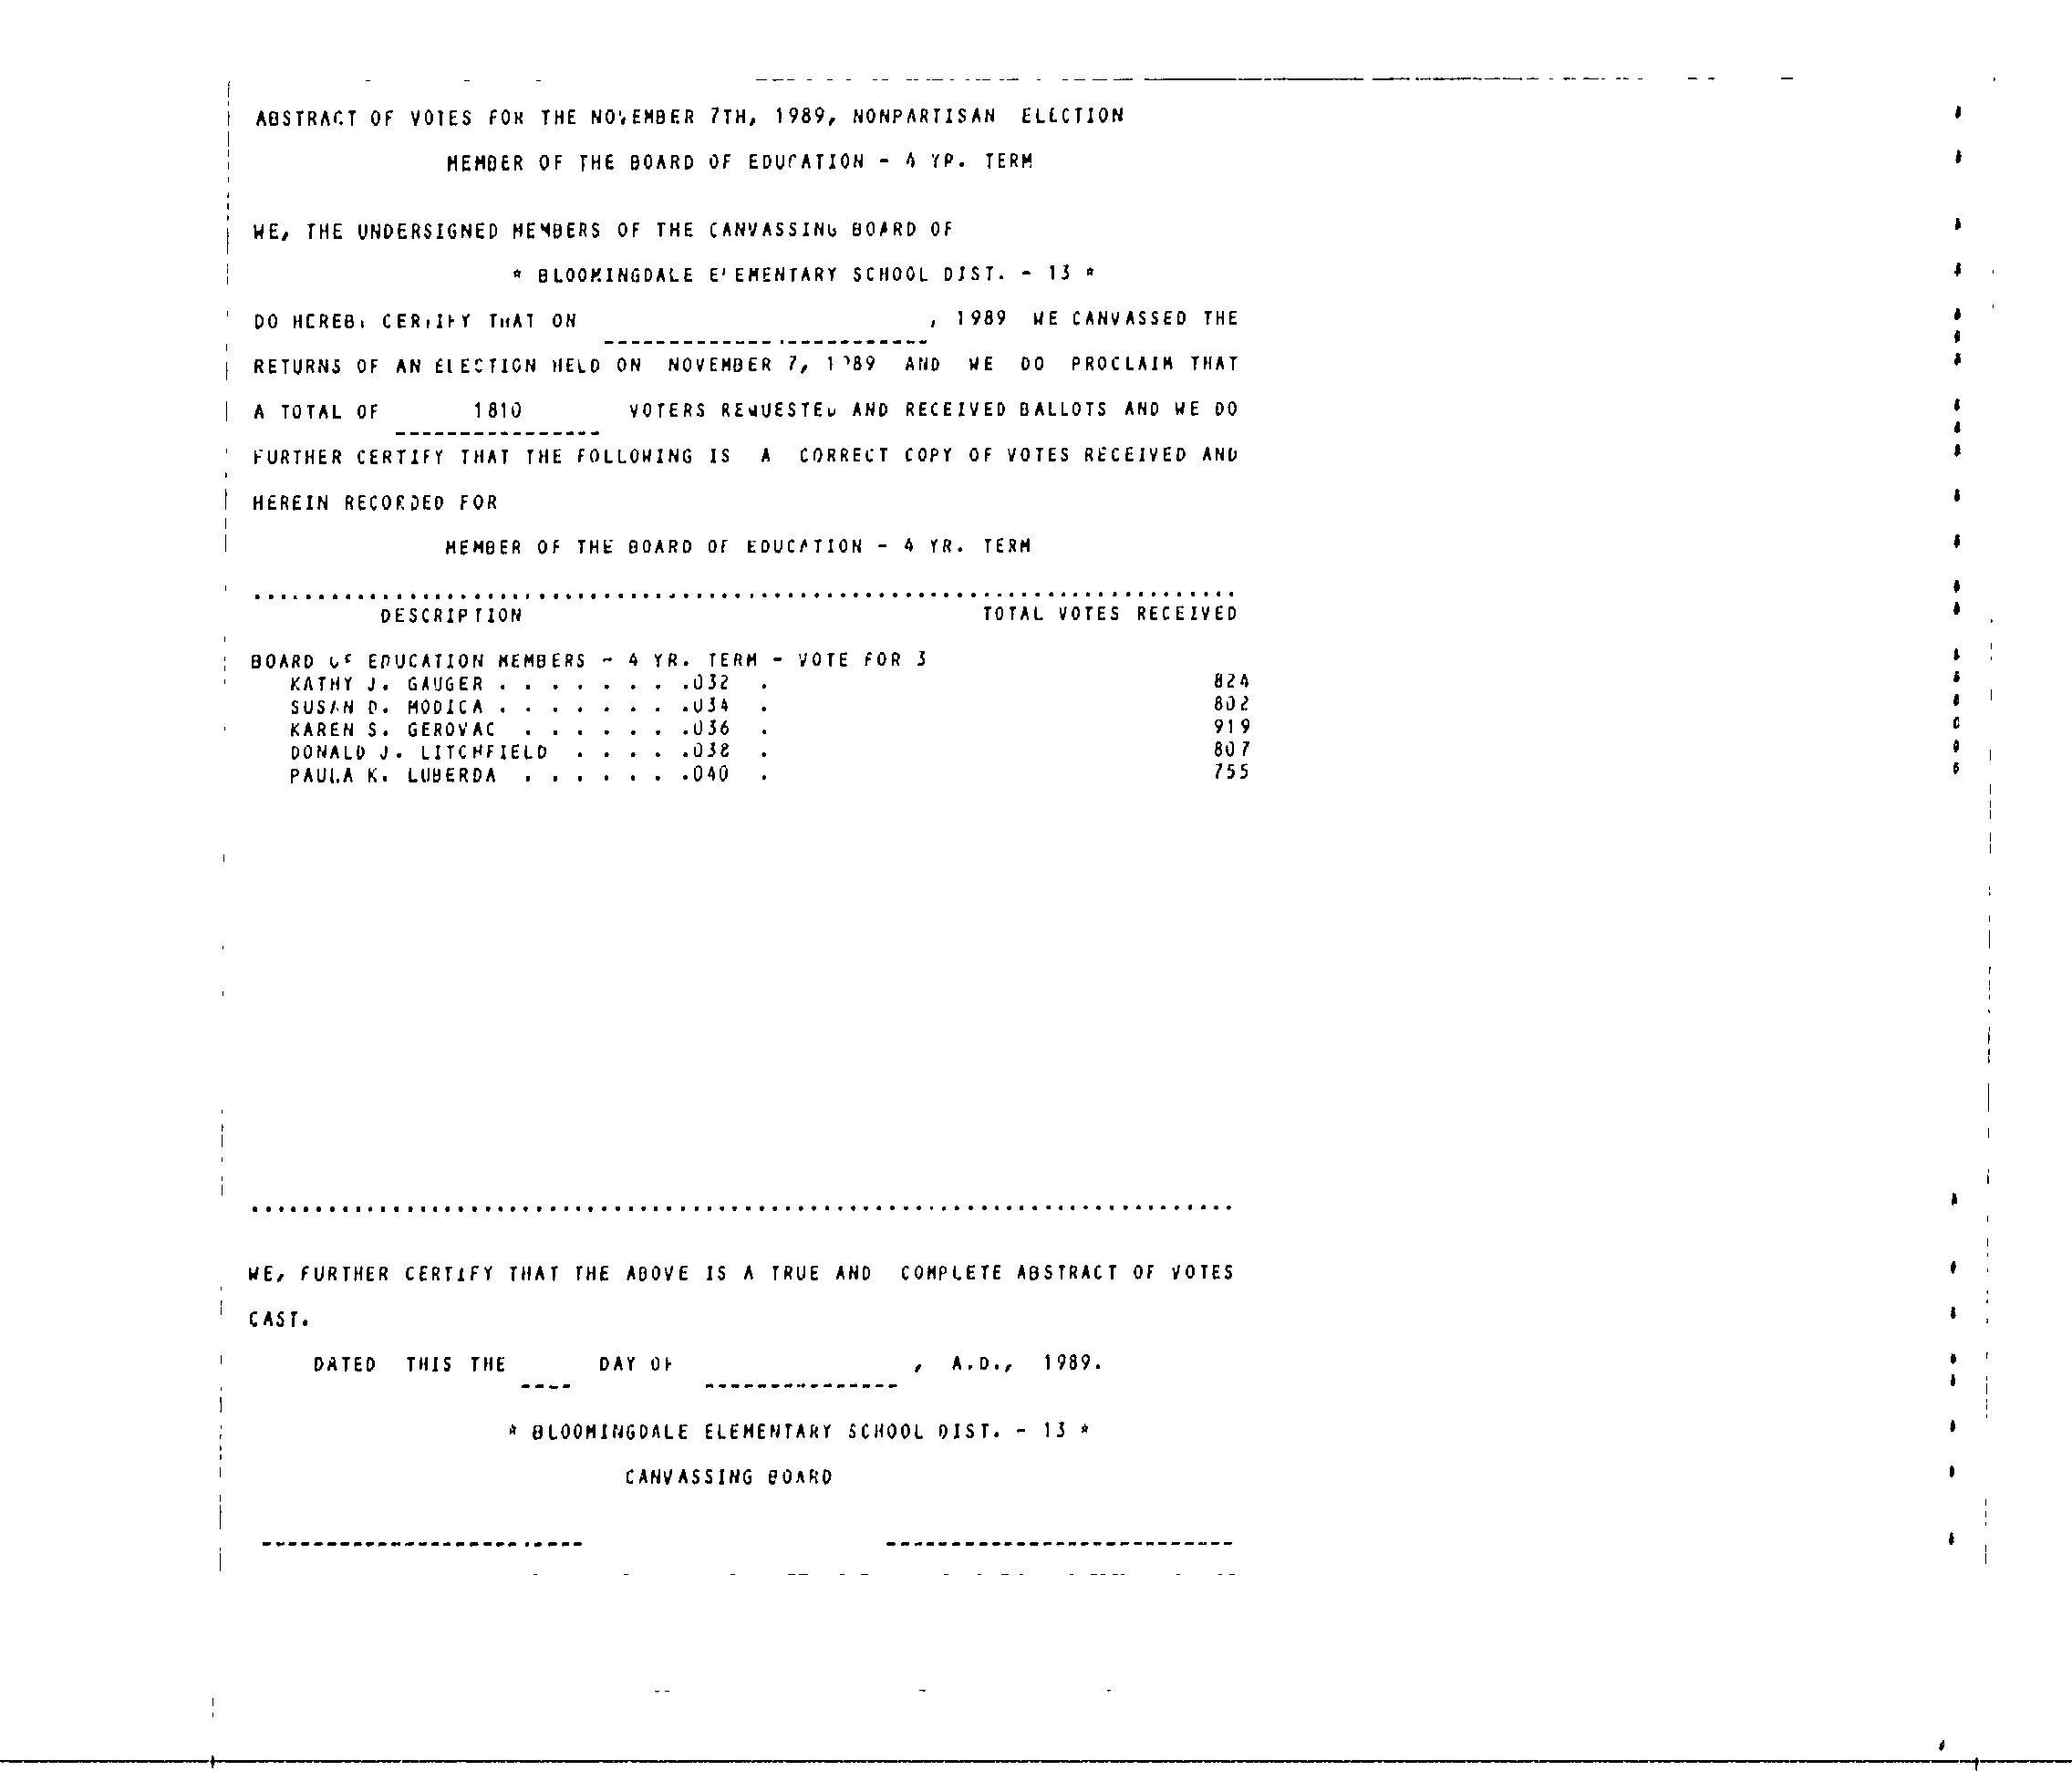 ABSTRACT OF VOTES FOR THE NOVEMBER 7TH, 1989, NONPARTISAN ELECTION
MEMBER OF THE BOARD OF EDUCATION - 4 YR. TERM
WE, THE UNDERSIGNED MEMBERS OF THE CANVASSING BOARD OF
* BLOOMINGDALE ELEMENTARY SCHOOL DIST. - 13 *
DO HEREBY CERTIFY THAT ON , 1989 WE CANVASSED THE
RETURNS OF AN ELECTION HELD ON NOVEMBER 7, 1989 AND WE DO PROCLAIM THAT
A TOTAL OF 1810 VOTERS REQUESTED AND RECEIVED BALLOTS AND WE DO
FURTHER CERTIFY THAT THE FOLLOWING IS A CORRECT COPY OF VOTES RECEIVED AND
HEREIN RECORDED FOR
MEMBER OF THE BOARD OF EDUCATION - 4 YR. TERM
DESCRIPTION TOTAL VOTES RECEIVED
BOARD OF EDUCATION MEMBERS - 4 YR. TERM - VOTE FOR 3
KATHY J. GAUGER . . . . . . . .032 . 824
SUSAN D. MODICA . . . . . . . .034 . 802
KAREN S. GEROVAC . . . . . . .036 . 919
DONALD J. LITCHFIELD . . . . .038 . 807
PAULA K. LUBERDA . . . . . . .040 . 755
WE, FURTHER CERTIFY THAT THE ABOVE IS A TRUE AND COMPLETE ABSTRACT OF VOTES
CAST.
DATED THIS THE DAY OF , A.D., 1989.
* BLOOMINGDALE ELEMENTARY SCHOOL DIST. - 13 *
CANVASSING BOARD